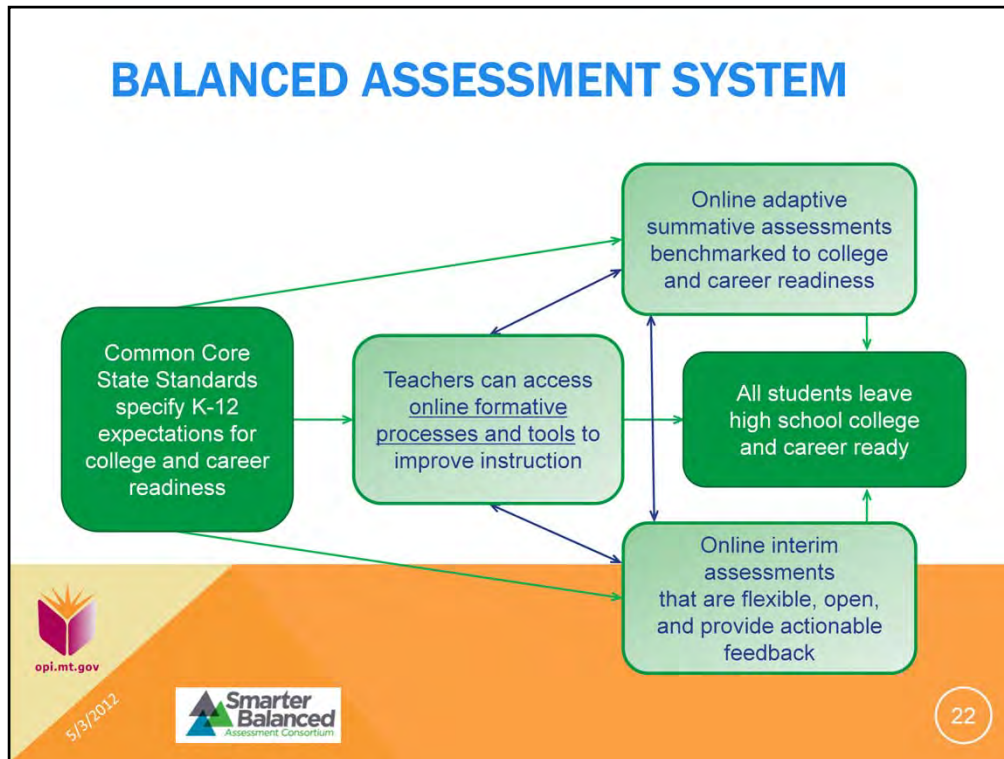 BALANCED ASSESSMENT SYSTEM
Common Core
State Standards
specify K-12
expectations for
college and career
readiness
Teachers can access
online formative
processes and tools to
improve instruction
Online adaptive
summative assessments
benchmarked to college
and career readiness
All students leave
high school college
and career ready
Online interim
assessments
that are flexible, open,
and provide actionable
feedback
opi.mt.gov
5/3/2012
Smarter
Balanced
Assessment Consortium
22